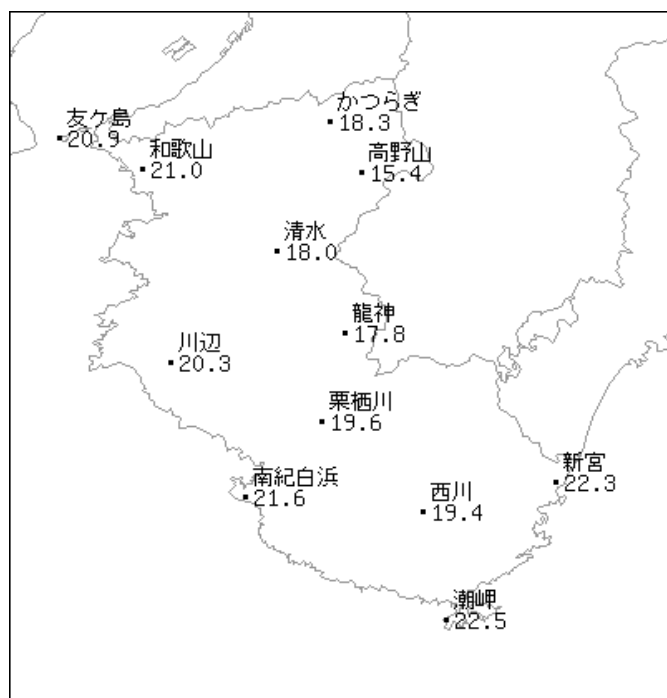 友ケ島
20.9
和歌山
21.0
かつらぎ
18.3
高野山
15.4
清水
18.0
龍神
17.8
川辺
20.3
栗栖川
19.6
南紀白浜
21.6
西川
19.4
新宮
22.3
潮岬
22.5